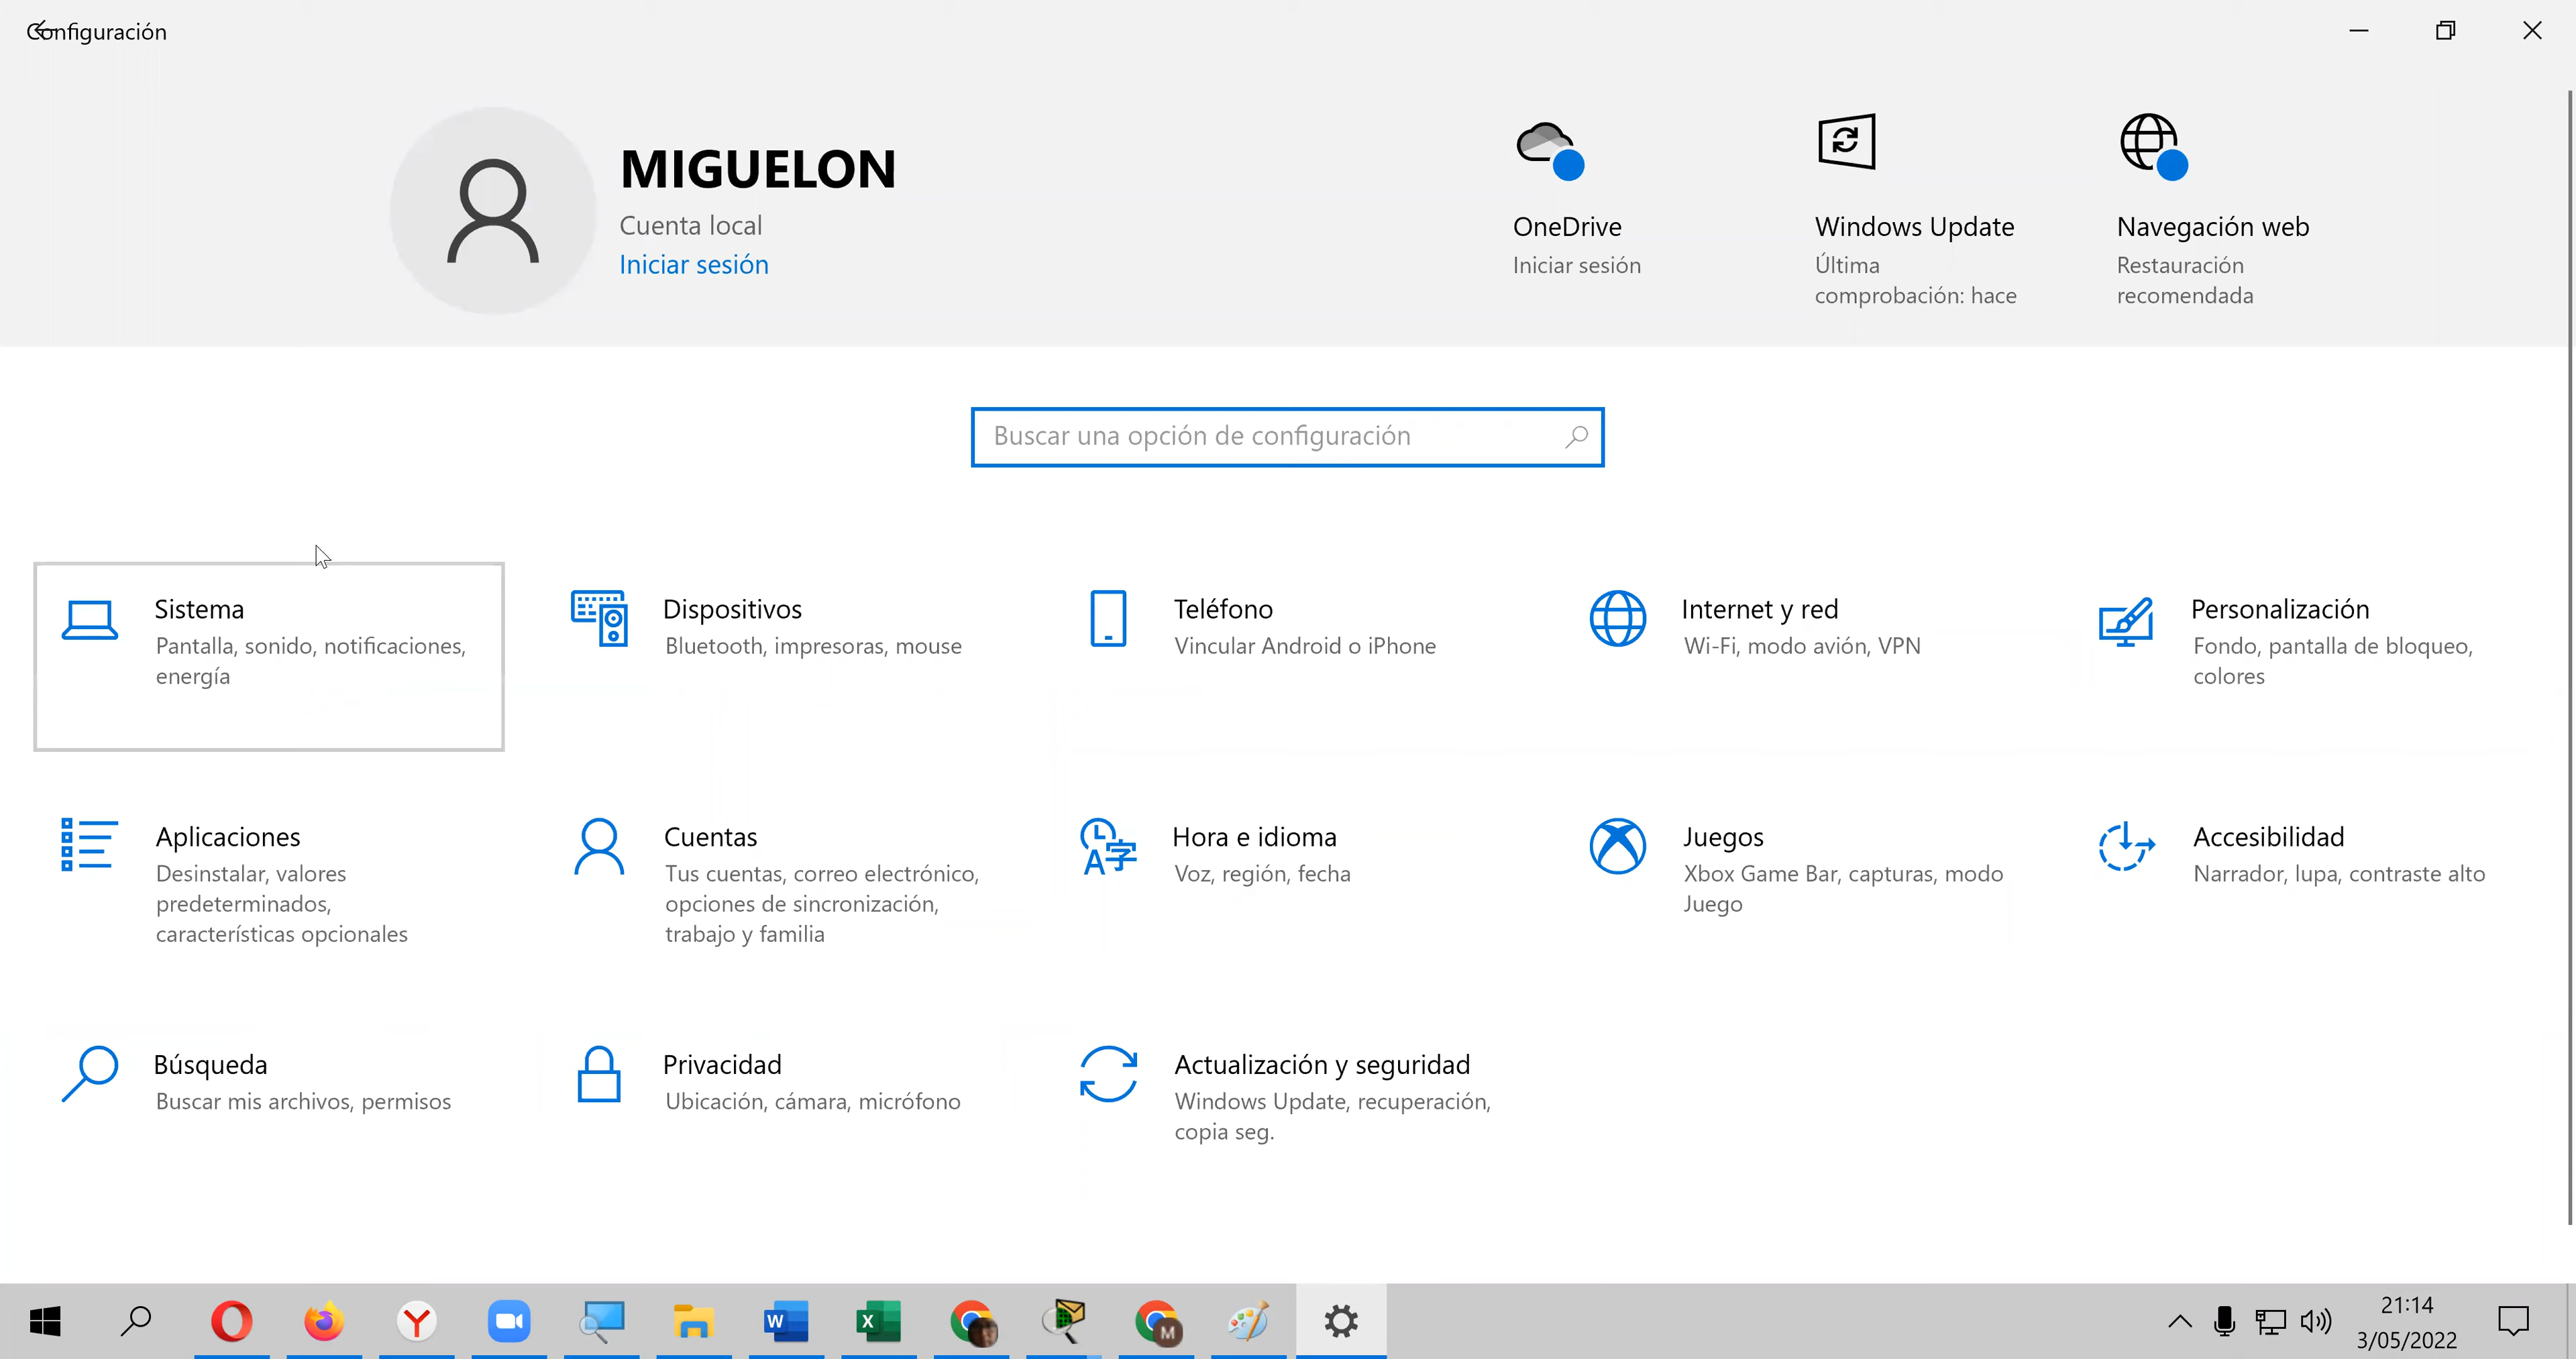 Configuración
MIGUELON
Cuenta local
Iniciar sesión
OneDrive
Iniciar sesión
Windows Update
Última
comprobación: hace
Navegación web
Restauración
recomendada
Buscar una opción de configuración
Sistema
Pantalla, sonido, notificaciones,
energía
Dispositivos
Bluetooth, impresoras, mouse
Teléfono
Vincular Android o iPhone
Internet y red
Wi-Fi, modo avión, VPN
Personalización
Fondo, pantalla de bloqueo,
colores
Aplicaciones
Desinstalar, valores
predeterminados,
características opcionales
Cuentas
Tus cuentas, correo electrónico,
opciones de sincronización,
trabajo y familia
Hora e idioma
Voz, región, fecha
Juegos
Xbox Game Bar, capturas, modo
Juego
Accesibilidad
Narrador, lupa, contraste alto
Búsqueda
Buscar mis archivos, permisos
Privacidad
Ubicación, cámara, micrófono
Actualización y seguridad
Windows Update, recuperación,
copia seg.
21:14
3/05/2022